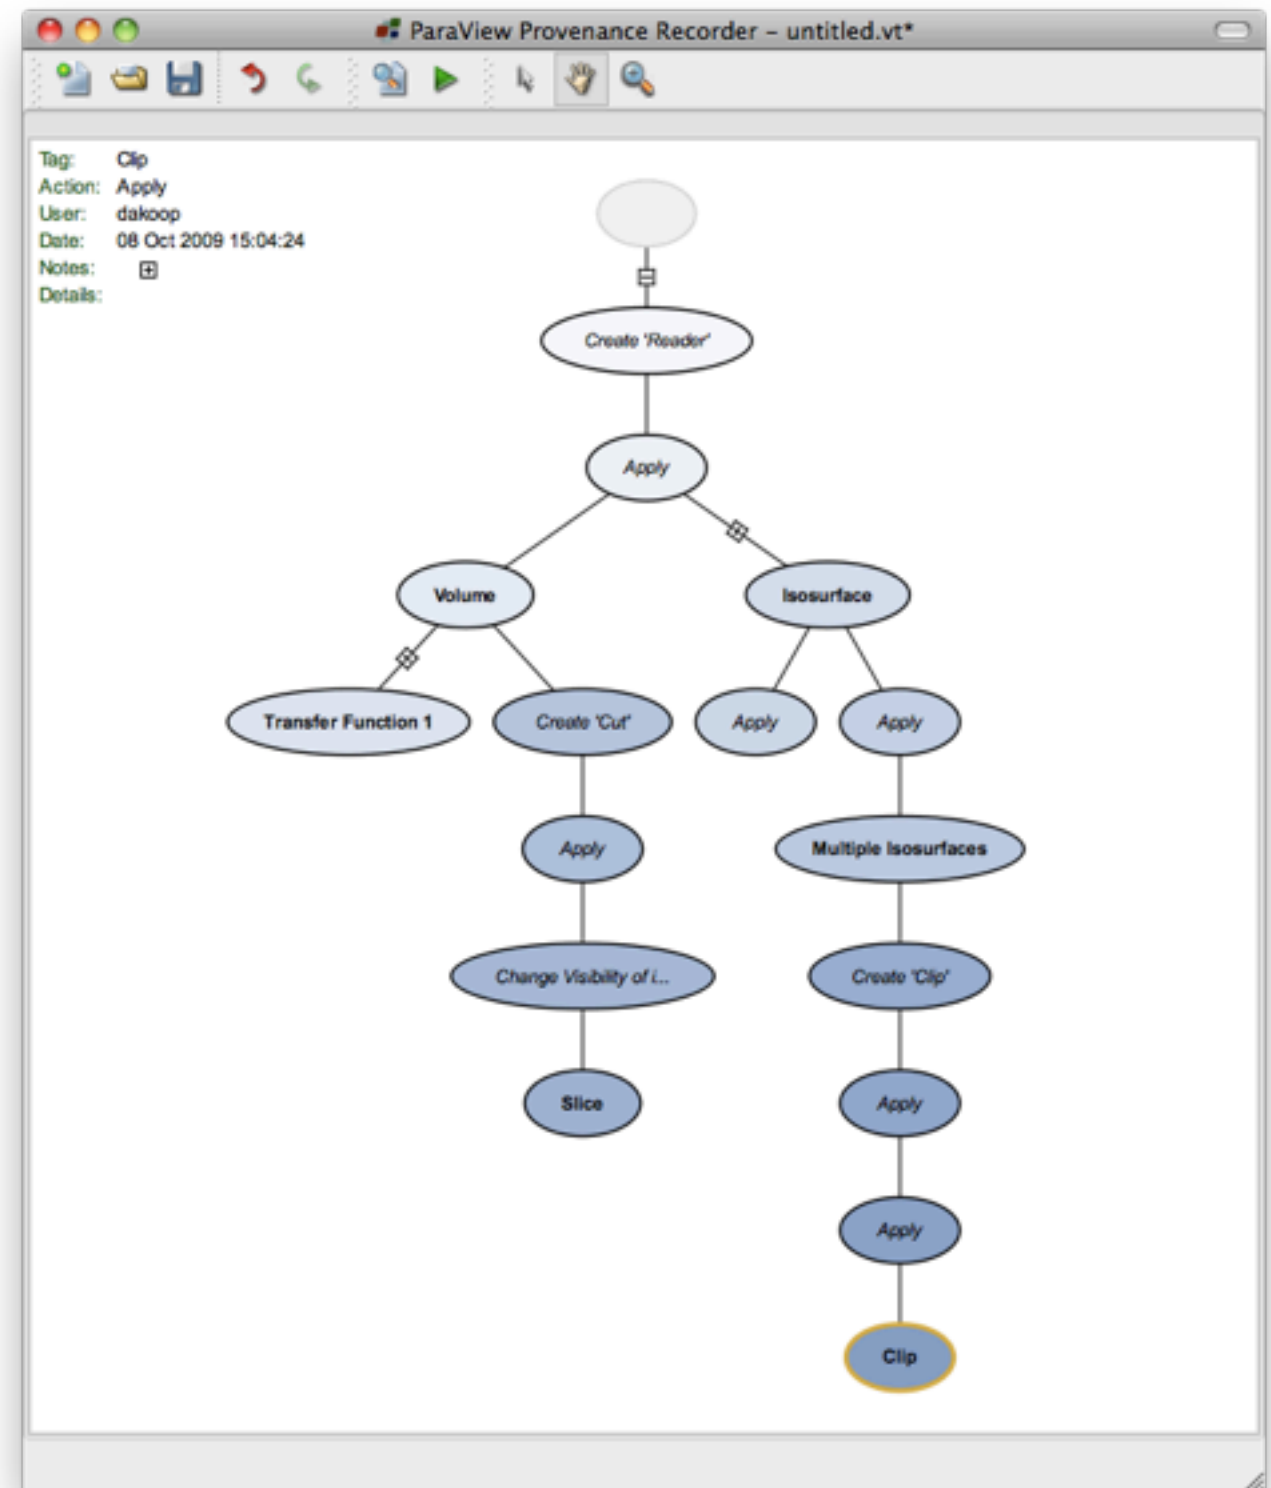 ParaView Provenance Recorder – untitled.vt*
Tag: Clip
Action: Apply
User: dakoop
Date: 08 Oct 2009 15:04:24
Notes:
Details:
Create 'Reader'
Apply
Volume
Isosurface
Transfer Function 1
Create 'Cut'
Apply
Apply
Apply
Multiple Isosurfaces
Change Visibility of i...
Create 'Clip'
Slice
Apply
Apply
Clip